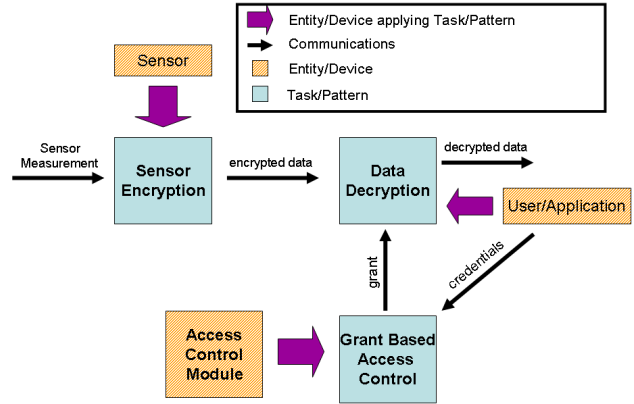 Entity/Device applying Task/Pattern
Communications
Entity/Device
Task/Pattern
Sensor
Sensor
Measurement
Sensor
Encryption
encrypted data
Data
Decryption
decrypted data
User/Application
credentials
grant
Access
Control
Module
Grant Based
Access
Control